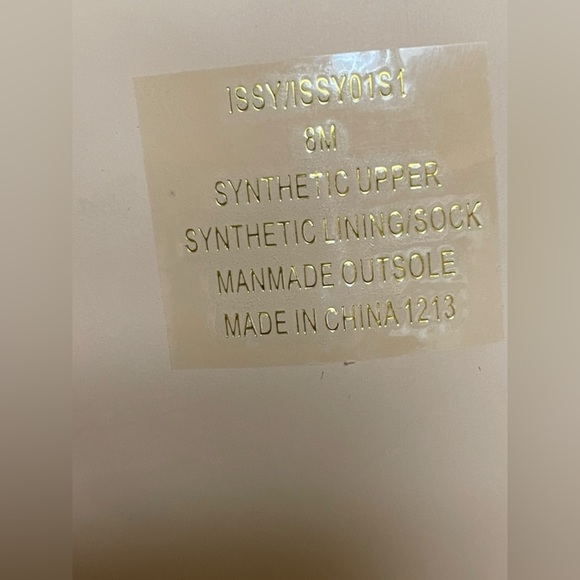 ISSY/ISSY01S1
8M
SYNTHETIC UPPER
SYNTHETIC LINING/SOCK
MANMADE OUTSOLE
MADE IN CHINA 1213